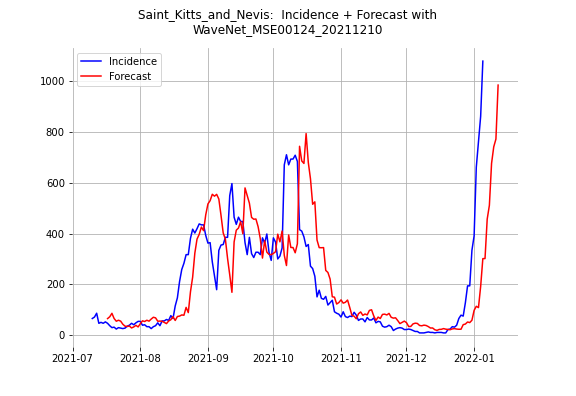 Saint_Kitts_and_Nevis:  Incidence + Forecast with
WaveNet_MSE00124_20211210
Incidence
Forecast
1000
800
600
400
200
0
2021-07 2021-08 2021-09 2021-10 2021-11 2021-12 2022-01